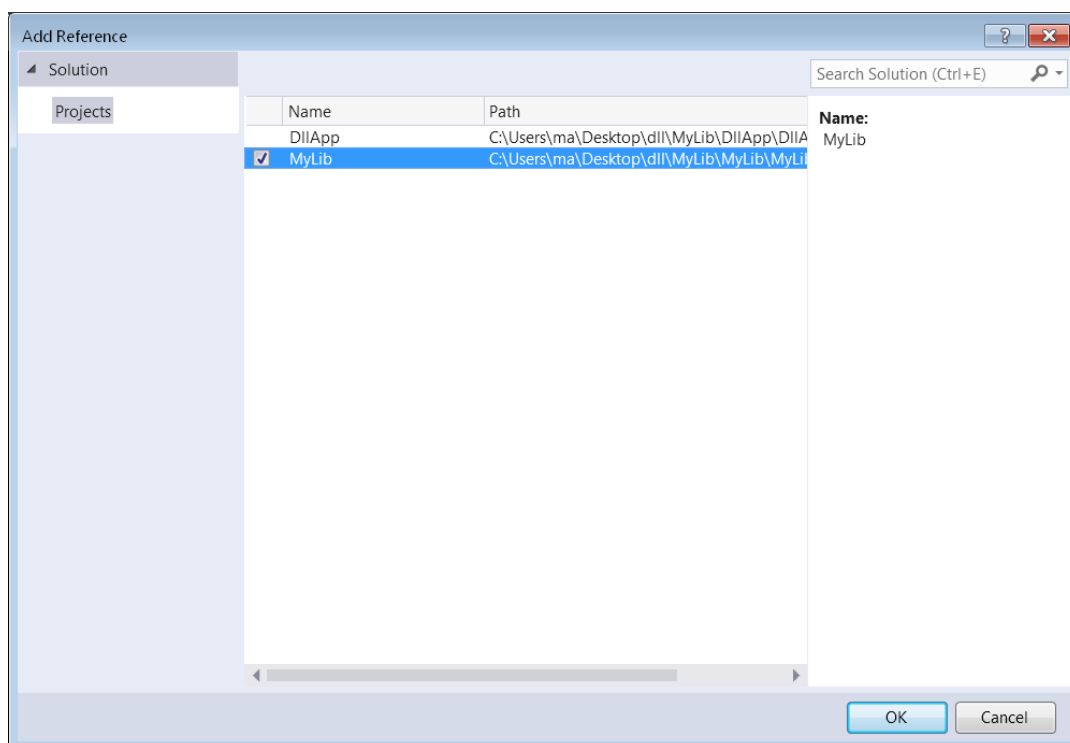 Add Reference
Solution
Search Solution (Ctrl+E)
Projects
Name Path
Name:
MyLib
DllApp C:\Users\ma\Desktop\dll\MyLib\DllApp\DllA
MyLib C:\Users\ma\Desktop\dll\MyLib\MyLib\MyLi
OK Cancel